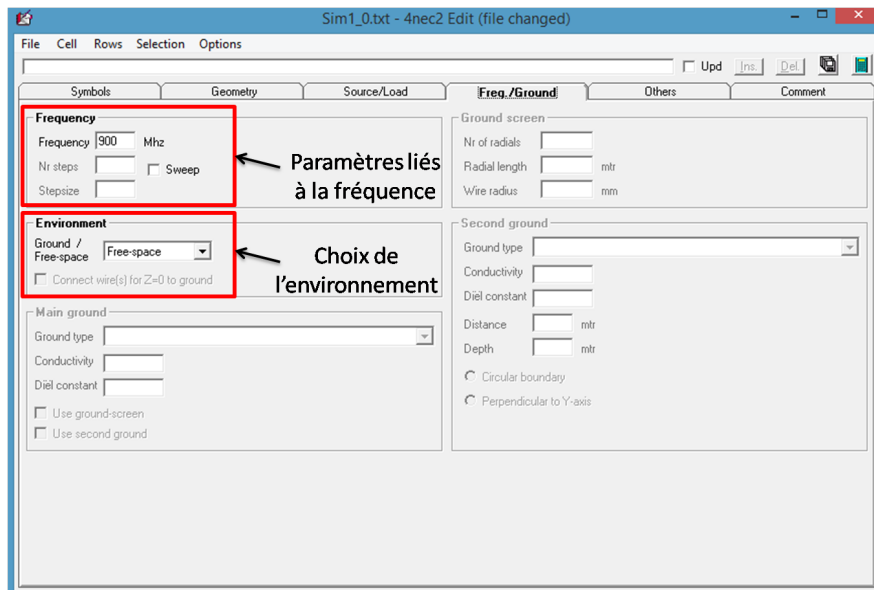 Sim1_0.txt - 4nec2 Edit (file changed)
File Cell Rows Selection Options
Upd Ins. Del.
Symbols Geometry Source/Load Freq./Ground Others Comment
Frequency
Frequency 900 Mhz
Nr steps Sweep
Stepsize
Paramètres liés
à la fréquence
Environment
Ground /
Free-space Free-space
Connect wire(s) for Z=0 to ground
Choix de
l'environnement
Main ground
Ground type
Conductivity
Diël constant
Use ground-screen
Use second ground
Ground screen
Nr of radials
Radial length mtr
Wire radius mm
Second ground
Ground type
Conductivity
Diël constant
Distance mtr
Depth mtr
Circular boundary
Perpendicular to Y-axis